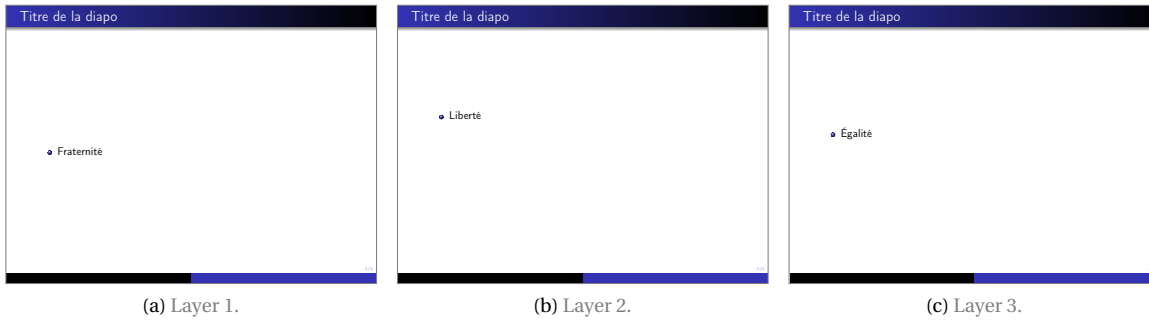 Titre de la diapo
Fraternité
(a) Layer 1.
Titre de la diapo
Liberté
(b) Layer 2.
Titre de la diapo
Égalité
(c) Layer 3.